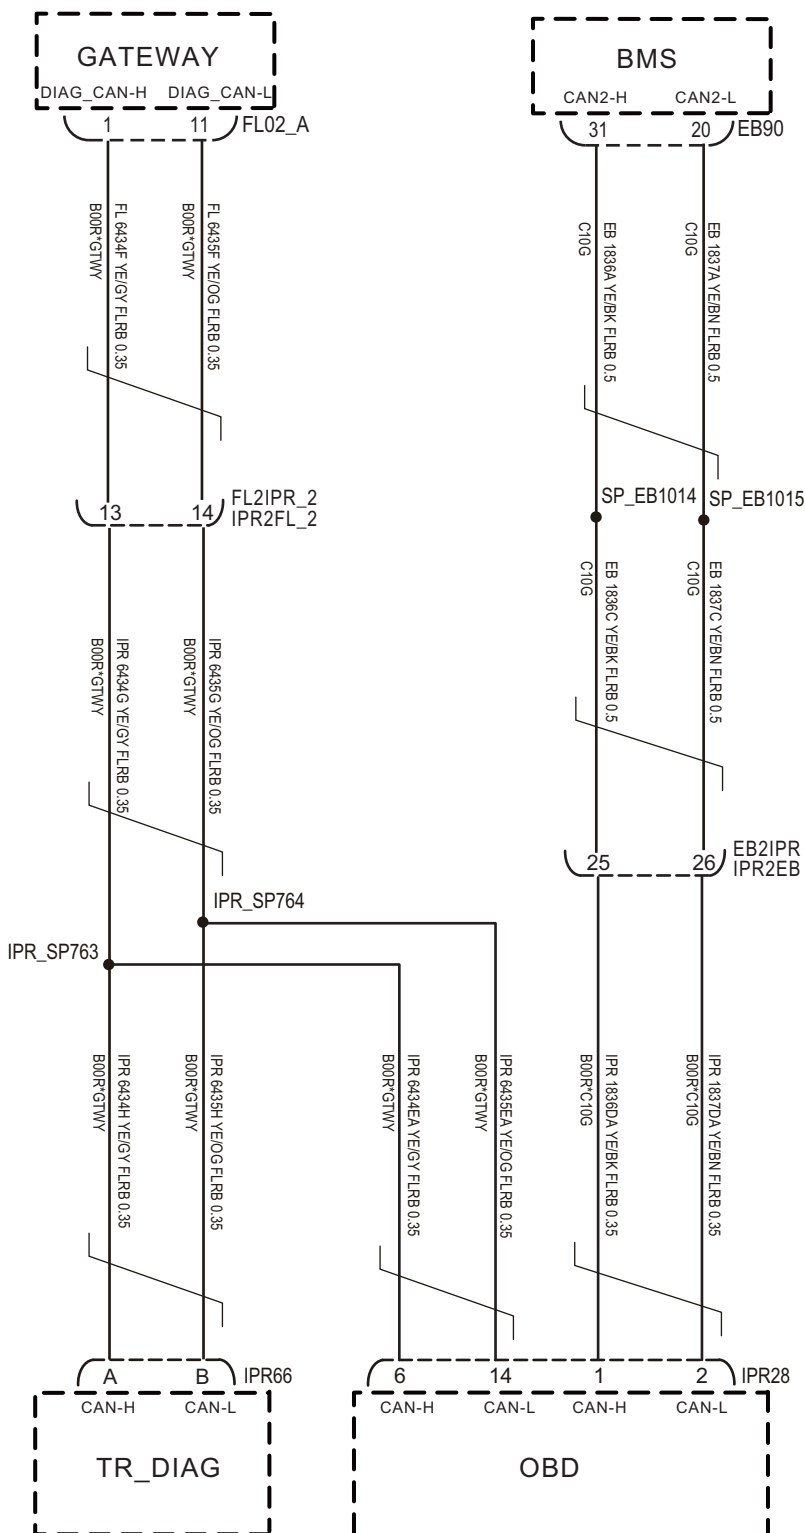 GATEWAY
DIAG_CAN-H DIAG_CAN-L
1 11 FL02_A
BMS
CAN2-H CAN2-L
31 20 EB90
FL 6434F YE/GY FLRB 0.35
B00R*GTWY
FL 6435F YE/OG FLRB 0.35
B00R*GTWY
EB 1836A YE/BK FLRB 0.5
C10G
EB 1837A YE/BN FLRB 0.5
C10G
13 14 FL2IPR_2
IPR2FL_2
SP_EB1014 SP_EB1015
IPR 6434G YE/GY FLRB 0.35
B00R*GTWY
IPR 6435G YE/OG FLRB 0.35
B00R*GTWY
EB 1836C YE/BK FLRB 0.5
C10G
EB 1837C YE/BN FLRB 0.5
C10G
25 26 EB2IPR
IPR2EB
IPR_SP764
IPR_SP763
IPR 6434H YE/GY FLRB 0.35
B00R*GTWY
IPR 6435H YE/OG FLRB 0.35
B00R*GTWY
IPR 6434EA YE/GY FLRB 0.35
B00R*GTWY
IPR 6435EA YE/OG FLRB 0.35
B00R*GTWY
IPR 1836DA YE/BK FLRB 0.35
B00R*C10G
IPR 1837DA YE/BN FLRB 0.35
B00R*C10G
A B IPR66
CAN-H CAN-L
TR_DIAG
6 14 1 2 IPR28
CAN-H CAN-L CAN-H CAN-L
OBD